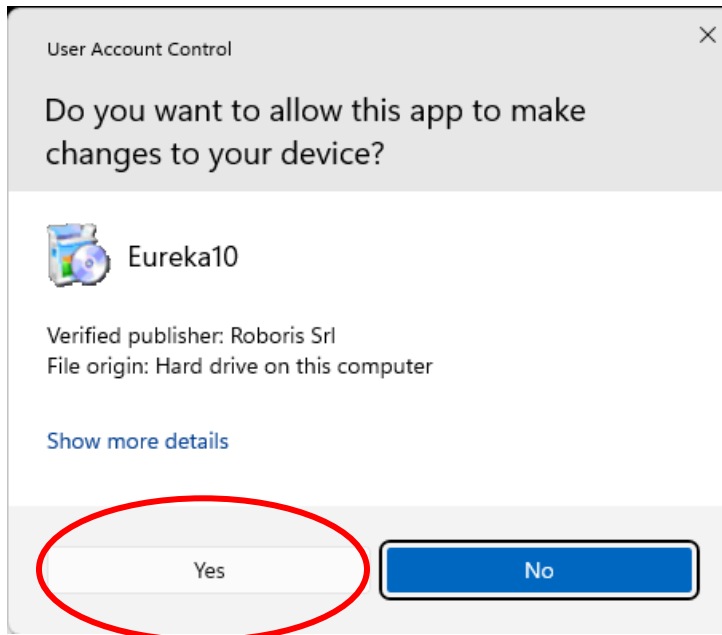 User Account Control
Do you want to allow this app to make
changes to your device?
Eureka10
Verified publisher: Roboris Srl
File origin: Hard drive on this computer
Show more details
Yes
No